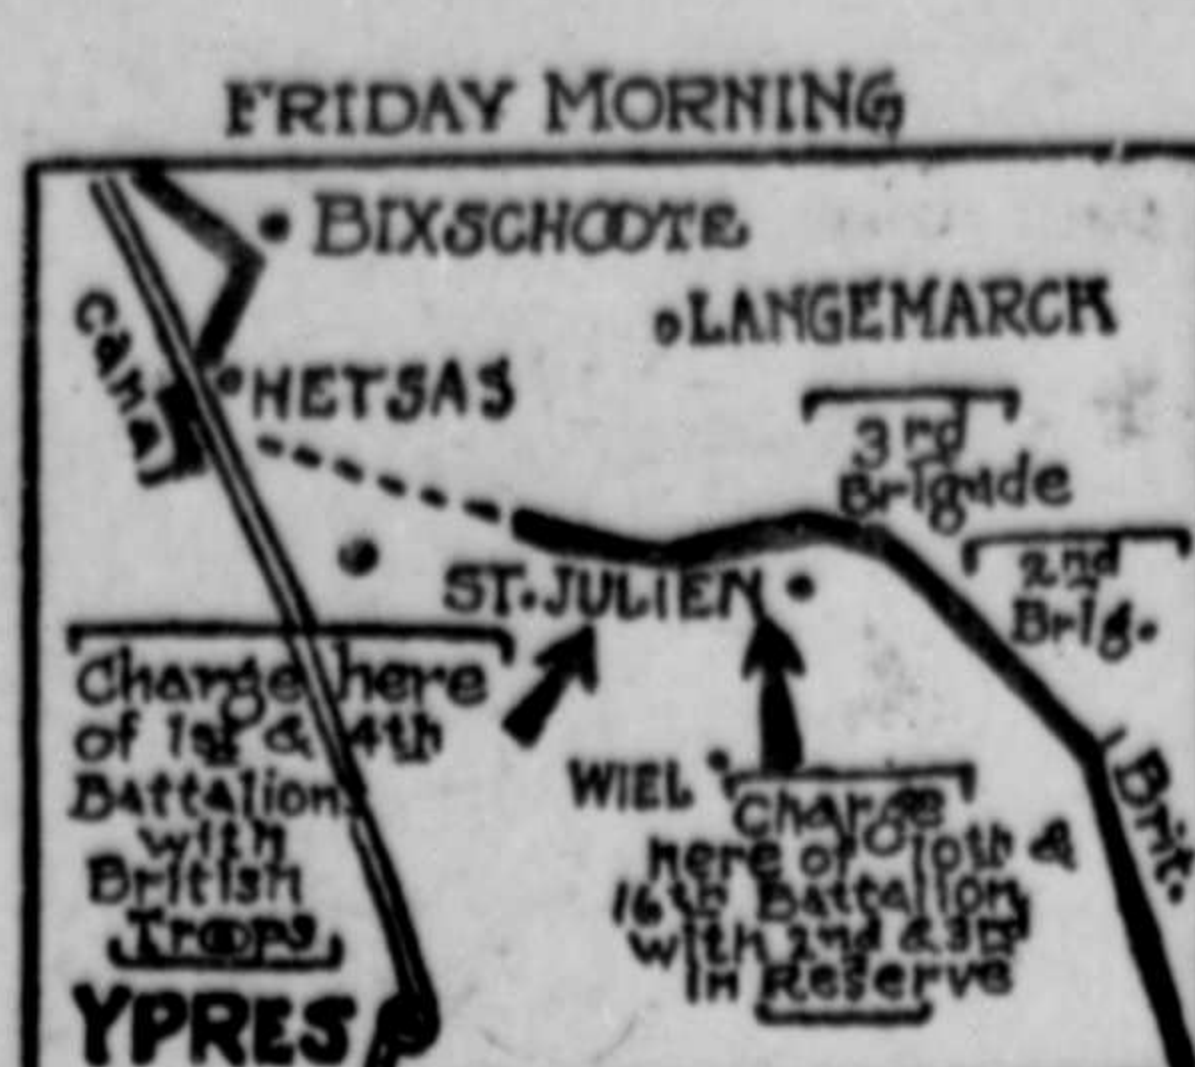 FRIDAY MORNING
BIXSCHOOTE
LANGEMARCK
Canal
HETSAS
3rd
Brigade
2nd
Brig.
ST. JULIEN
Charge here
of 1st & 4th
Battalion
with
British
Troops
WIEL
Charge
here of 10th &
16th Battalion
with 2nd & 3rd
in Reserve
Brit.
YPRES